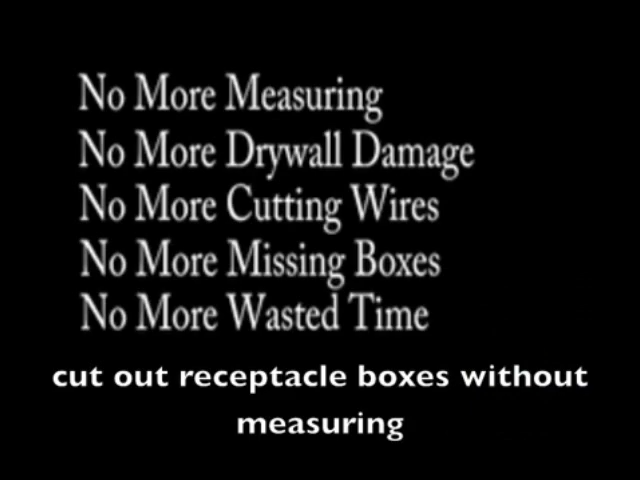 No More Measuring
No More Drywall Damage
No More Cutting Wires
No More Missing Boxes
No More Wasted Time
cut out receptacle boxes without
measuring